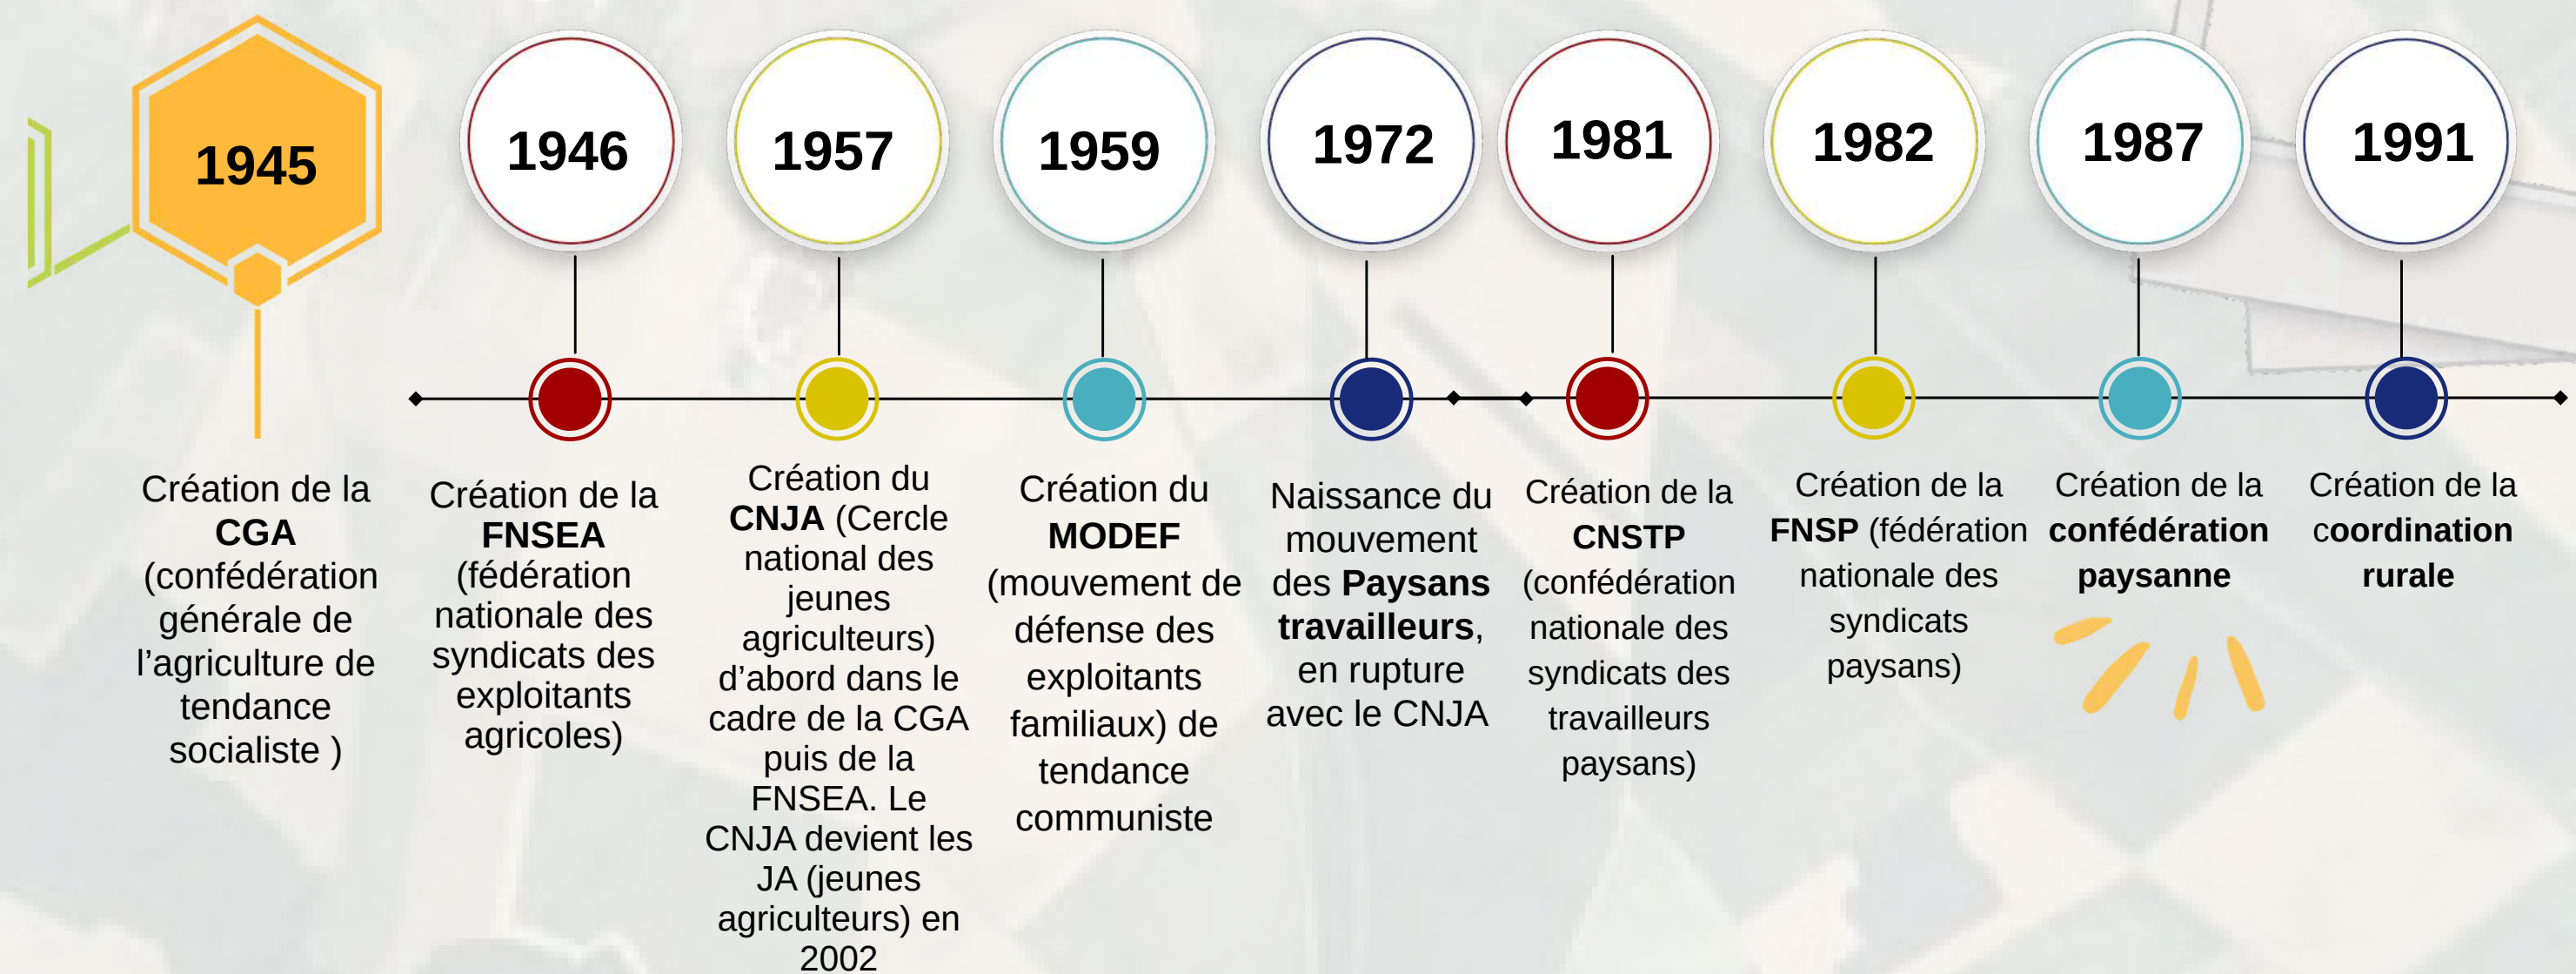 1945
1946
1957
1959
1972
1981
1982
1987
1991
Création de la
CGA
(confédération
générale de
l’agriculture de
tendance
socialiste )
Création de la
FNSEA
(fédération
nationale des
syndicats des
exploitants
agricoles)
Création du
CNJA (Cercle
national des
jeunes
agriculteurs)
d’abord dans le
cadre de la CGA
puis de la
FNSEA. Le
CNJA devient les
JA (jeunes
agriculteurs) en
2002
Création du
MODEF
(mouvement de
défense des
exploitants
familiaux) de
tendance
communiste
Naissance du
mouvement
des Paysans
travailleurs,
en rupture
avec le CNJA
Création de la
CNSTP
(confédération
nationale des
syndicats des
travailleurs
paysans)
Création de la
FNSP (fédération
nationale des
syndicats
paysans)
Création de la
confédération
paysanne
Création de la
coordination
rurale